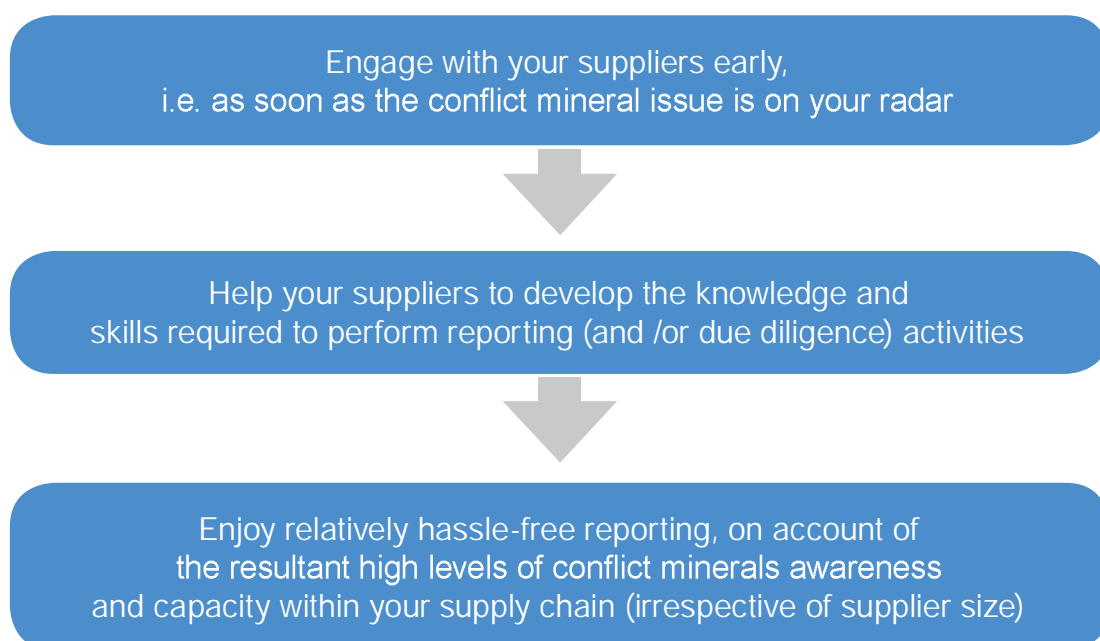 Engage with your suppliers early,
i.e. as soon as the conflict mineral issue is on your radar
Help your suppliers to develop the knowledge and
skills required to perform reporting (and /or due diligence) activities
Enjoy relatively hassle-free reporting, on account of
the resultant high levels of conflict minerals awareness
and capacity within your supply chain (irrespective of supplier size)